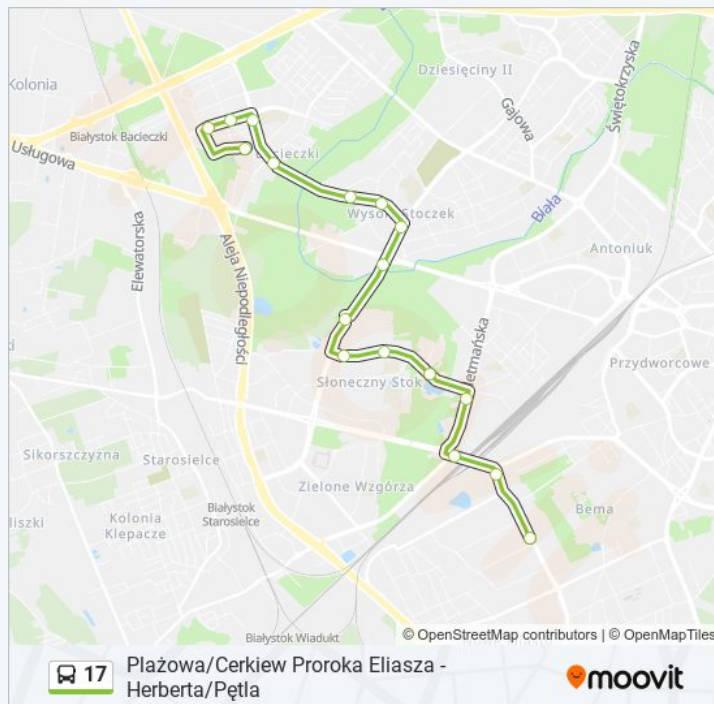 Kolonia
Dziesięciny II
Świętokrzyska
Gajowa
Białystok Bacieczki
Usługowa
Bacieczki
Wysoki Stoczek
Biała
Elewatorska
Aleja Niepodległości
Antoniuk
Hetmańska
Przydworcowe
Słoneczny Stok
Sikorszczyzna
Starosielce
Zielone Wzgórza
Białystok
Starosielce
Kolonia
Klepacze
Bema
Białystok Wiadukt
© OpenStreetMap contributors | © OpenMapTiles
17
Plażowa/Cerkiew Proroka Eliasza -
Herberta/Pętla
moovit